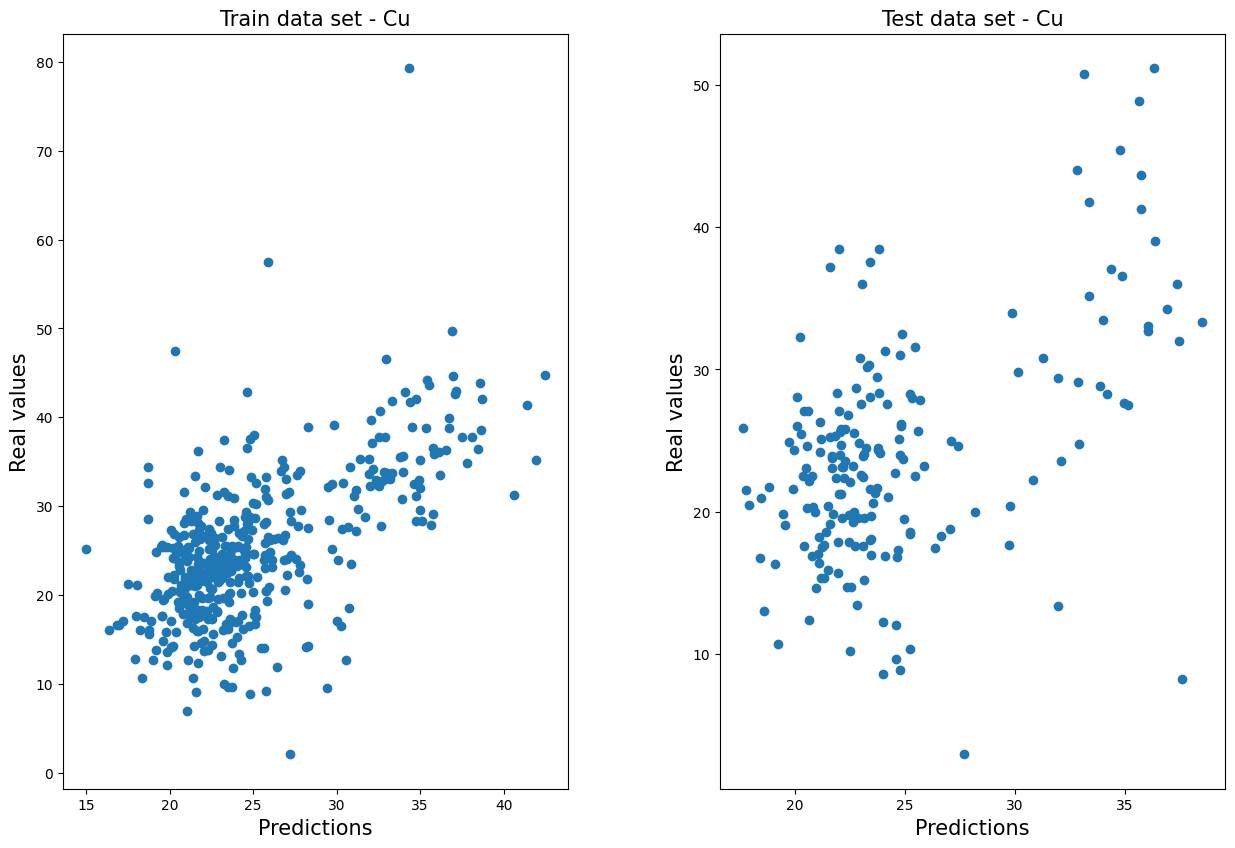 Train data set - Cu
80
70
60
50
40
30
20
10
0
Real values
15 20 25 30 35 40
Predictions
Test data set - Cu
50
40
30
20
10
Real values
20 25 30 35
Predictions